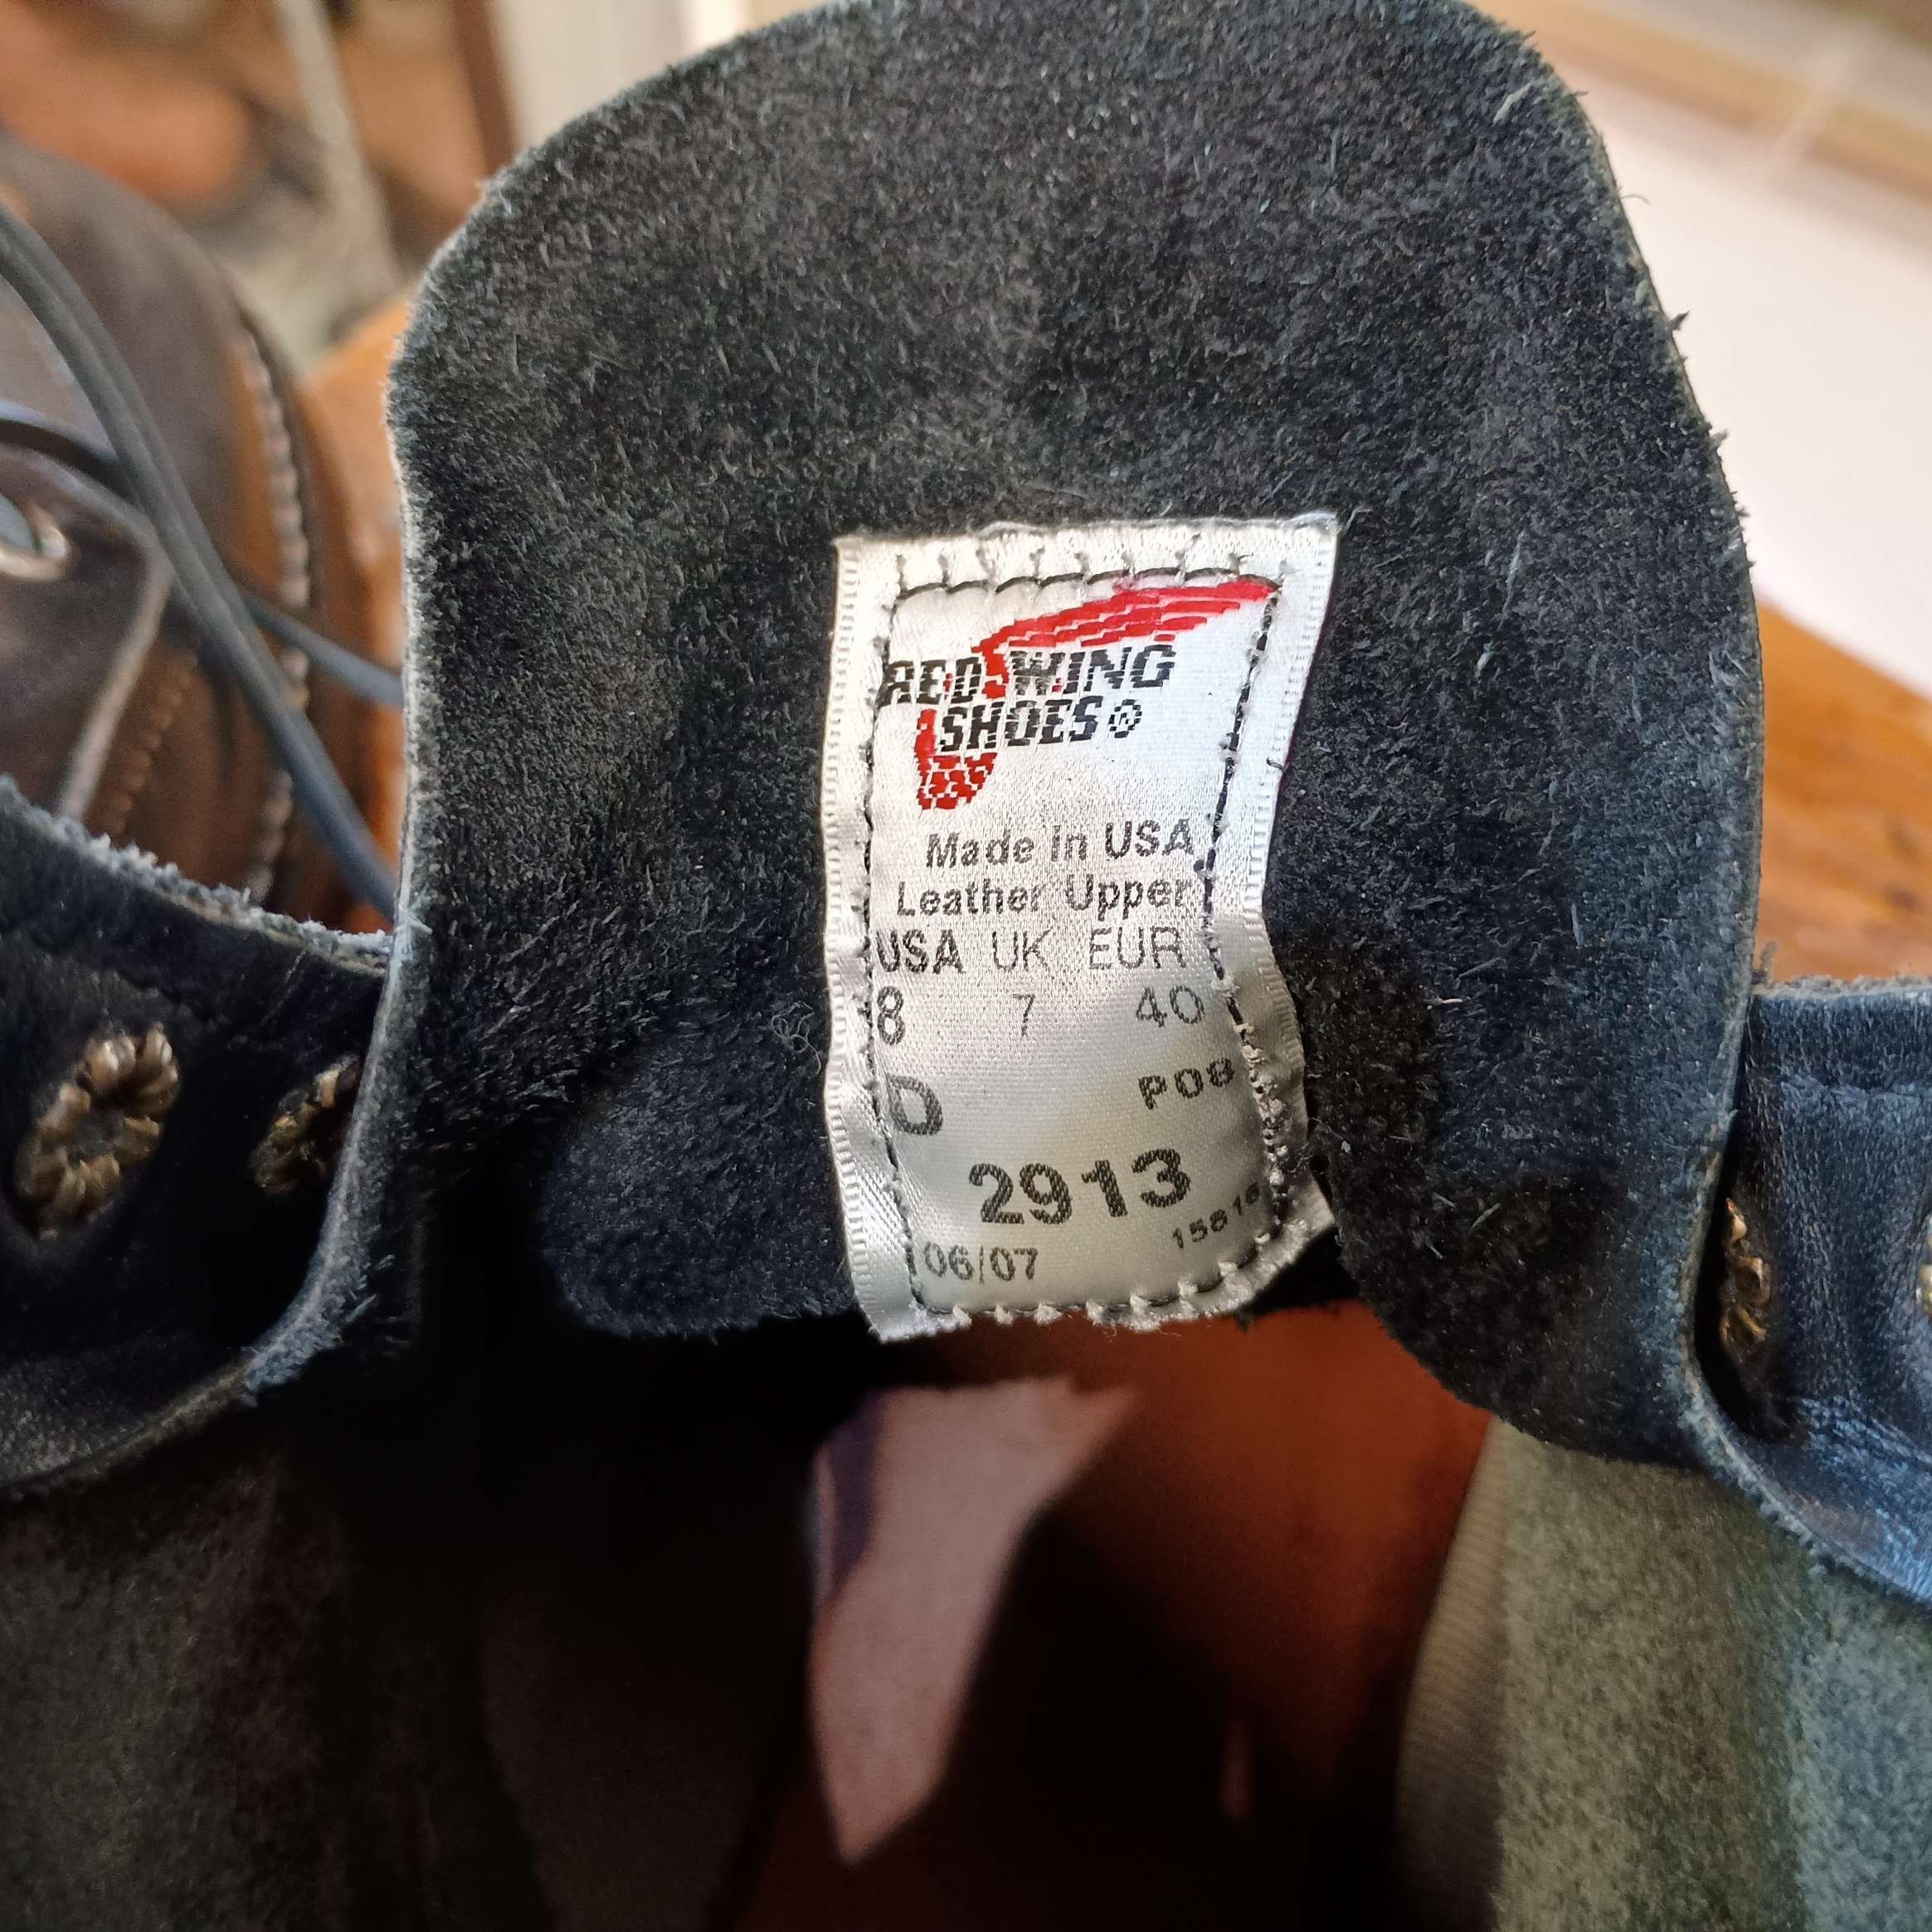 RED WING
SHOES®
Made in USA
Leather Upper
USA UK EUR
8 7 40
D P08
2913
06/07